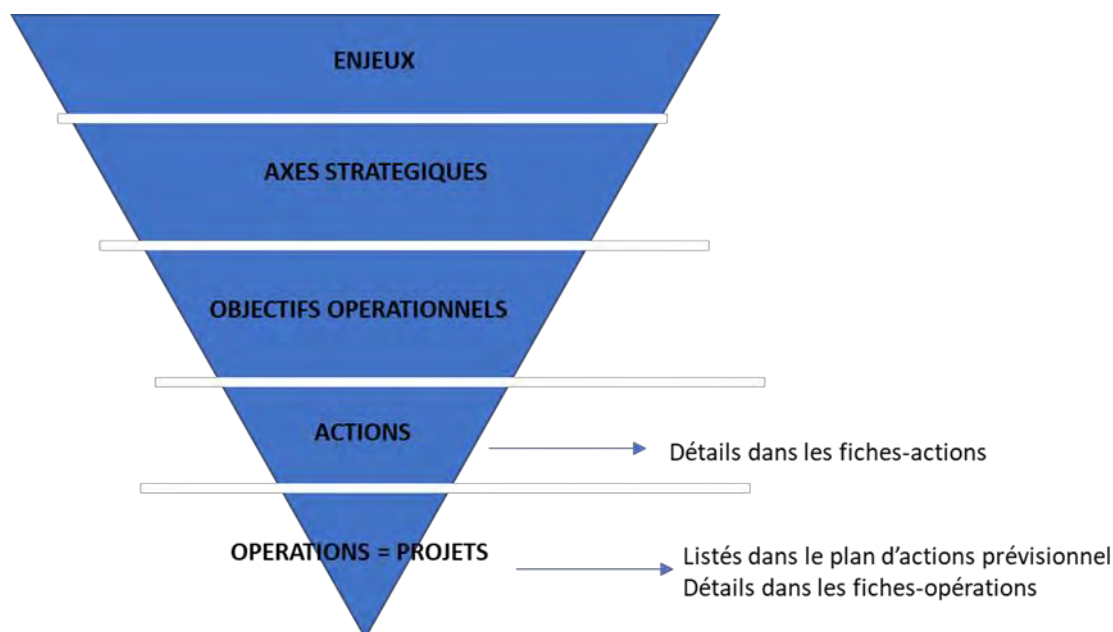 ENJEUX
AXES STRATEGIQUES
OBJECTIFS OPERATIONNELS
ACTIONS
Détails dans les fiches-actions
OPERATIONS = PROJETS
Listés dans le plan d’actions prévisionnel
Détails dans les fiches-opérations